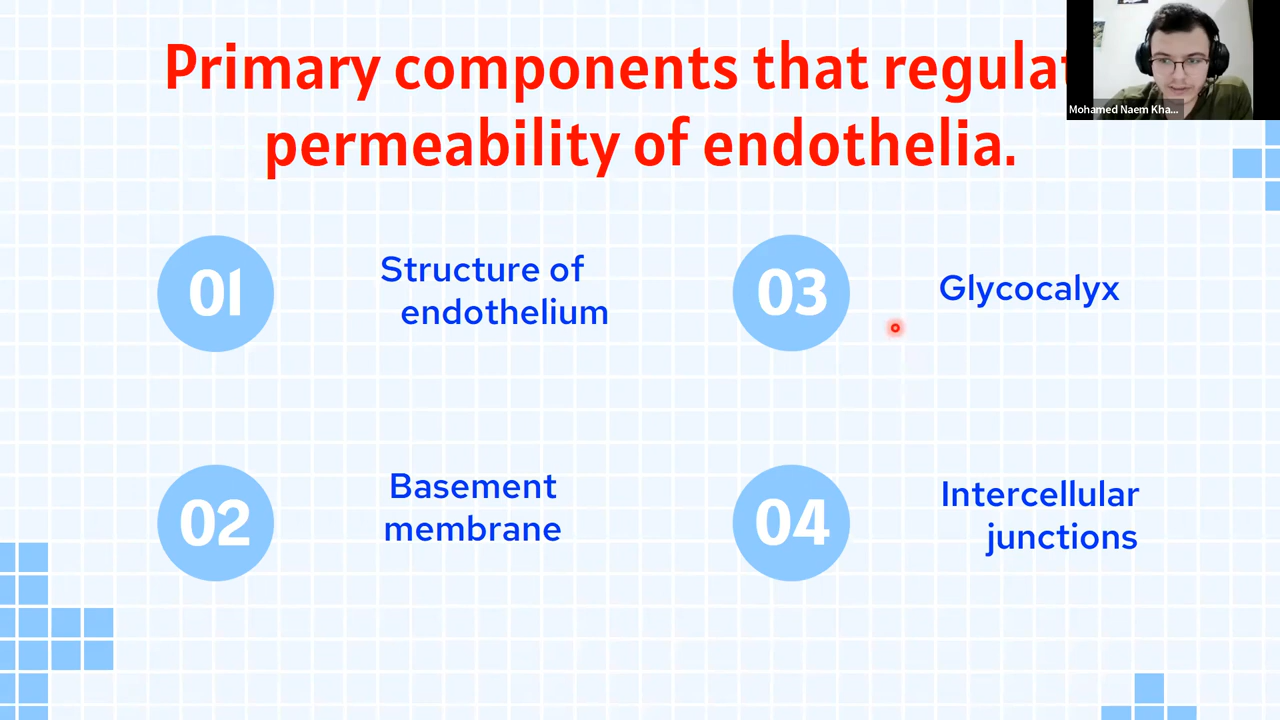 Primary components that regulat
permeability of endothelia.
01
Structure of
endothelium
02
Basement
membrane
03
Glycocalyx
04
Intercellular
junctions
Mohamed Naem Kha...